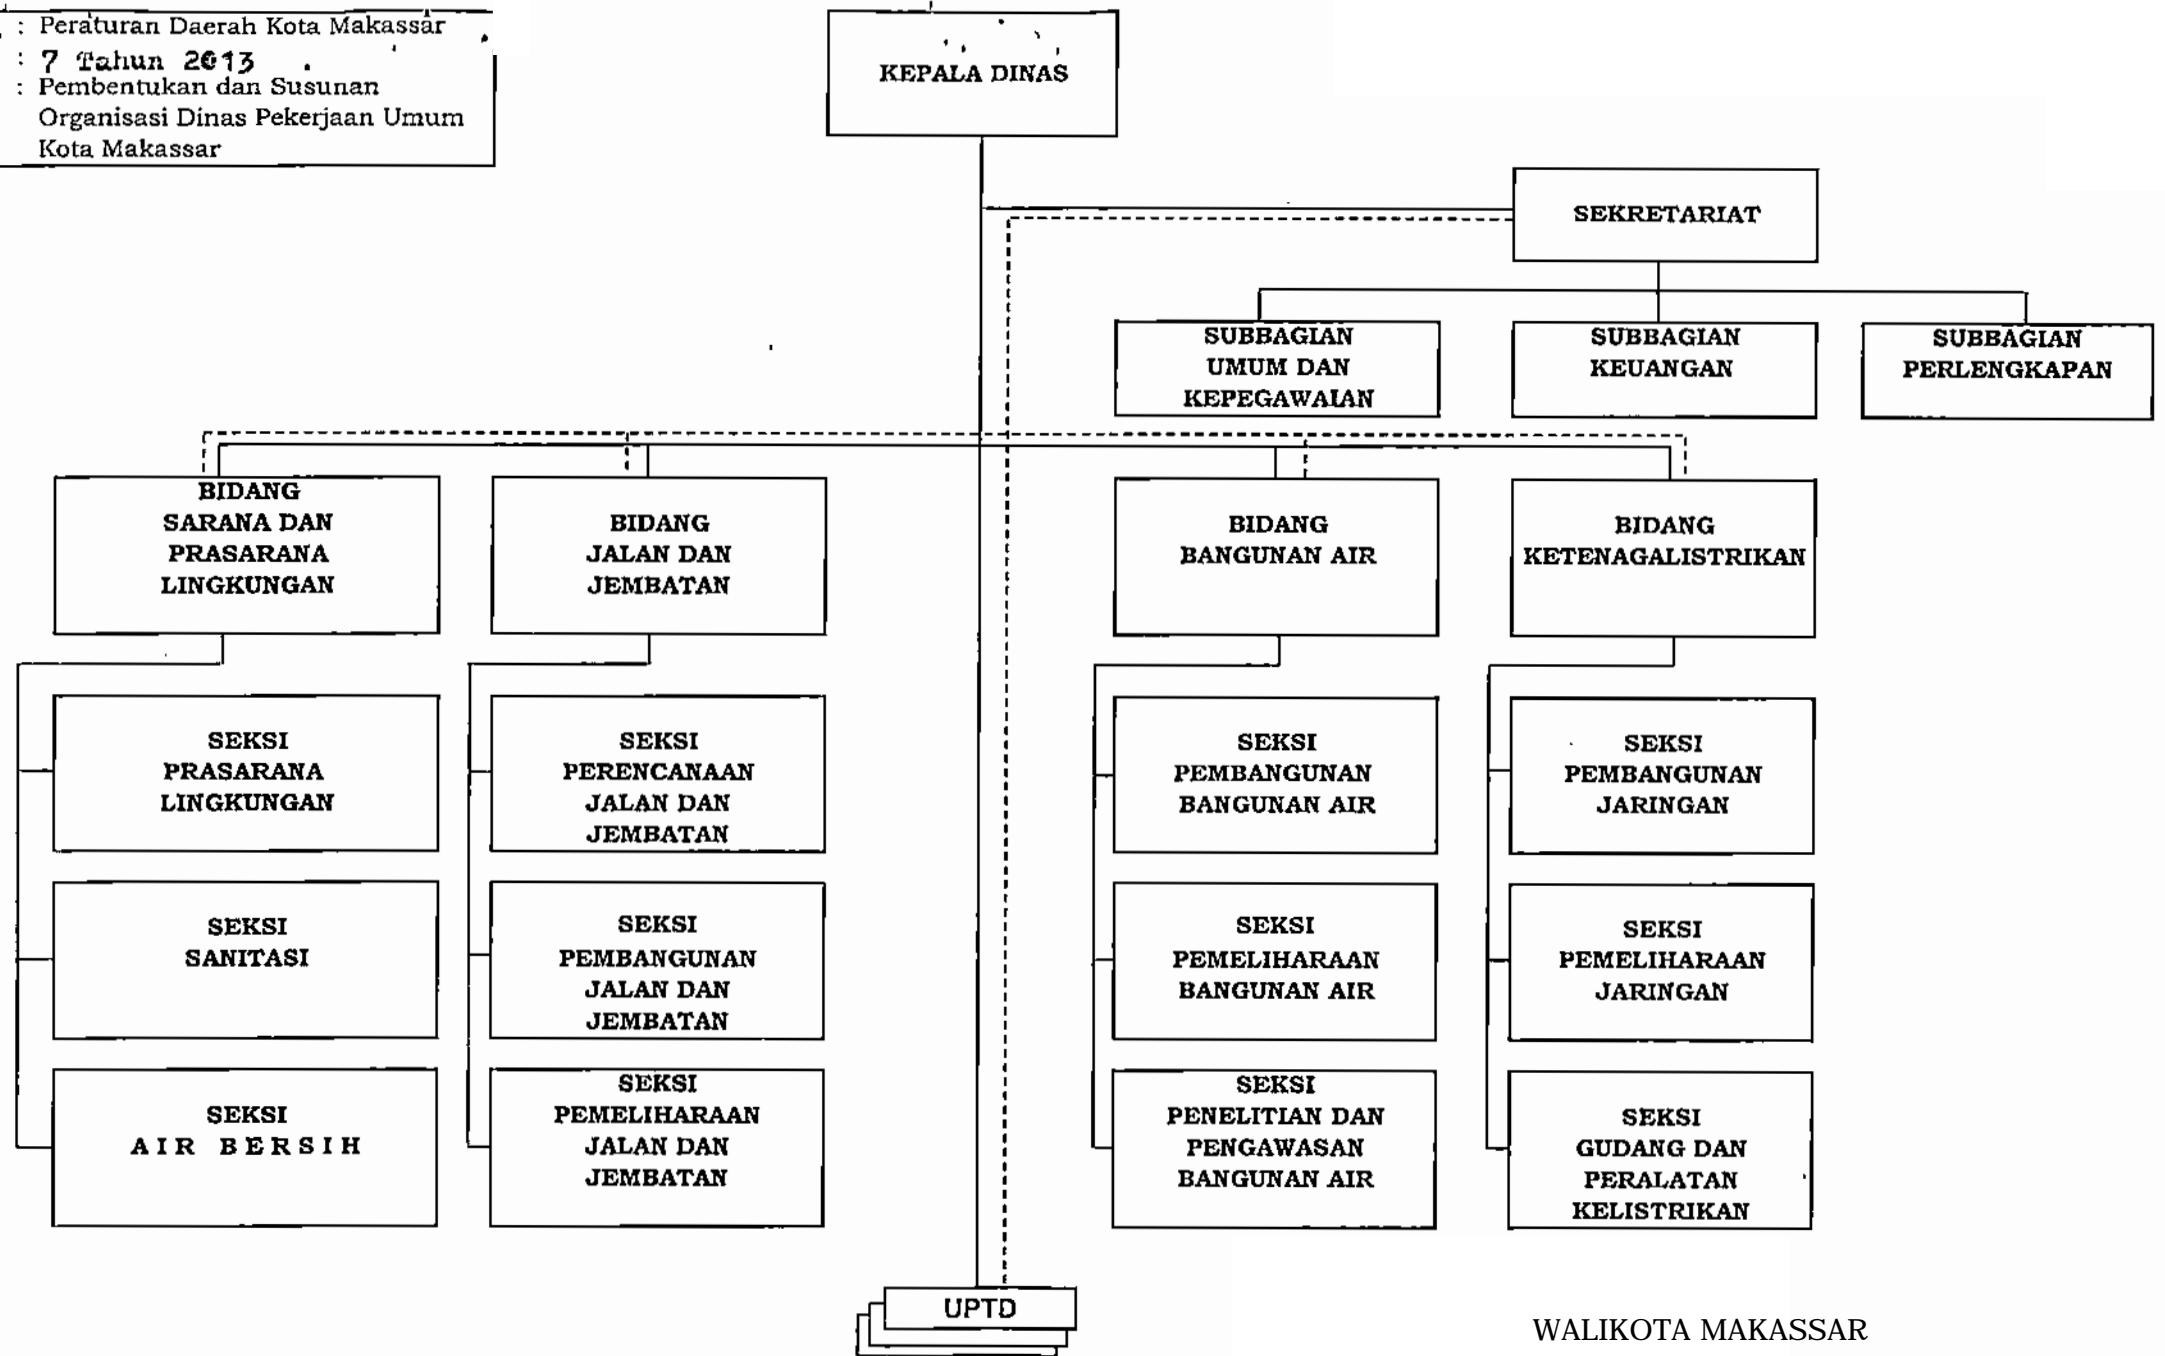 : Peraturan Daerah Kota Makassar
: 7 Tahun 2013
: Pembentukan dan Susunan
Organisasi Dinas Pekerjaan Umum
Kota Makassar
KEPALA DINAS
SEKRETARIAT
SUBBAGIAN
UMUM DAN
KEPEGAWAIAN
SUBBAGIAN
KEUANGAN
SUBBAGIAN
PERLENGKAPAN
BIDANG
SARANA DAN
PRASARANA
LINGKUNGAN
BIDANG
JALAN DAN
JEMBATAN
BIDANG
BANGUNAN AIR
BIDANG
KETENAGALISTRIKAN
SEKSI
PRASARANA
LINGKUNGAN
SEKSI
PERENCANAAN
JALAN DAN
JEMBATAN
SEKSI
PEMBANGUNAN
BANGUNAN AIR
SEKSI
PEMBANGUNAN
JARINGAN
SEKSI
SANITASI
SEKSI
PEMBANGUNAN
JALAN DAN
JEMBATAN
SEKSI
PEMELIHARAAN
BANGUNAN AIR
SEKSI
PEMELIHARAAN
JARINGAN
SEKSI
AIR BERSIH
SEKSI
PEMELIHARAAN
JALAN DAN
JEMBATAN
SEKSI
PENELITIAN DAN
PENGAWASAN
BANGUNAN AIR
SEKSI
GUDANG DAN
PERALATAN
KELISTRIKAN
UPTD
WALIKOTA MAKASSAR